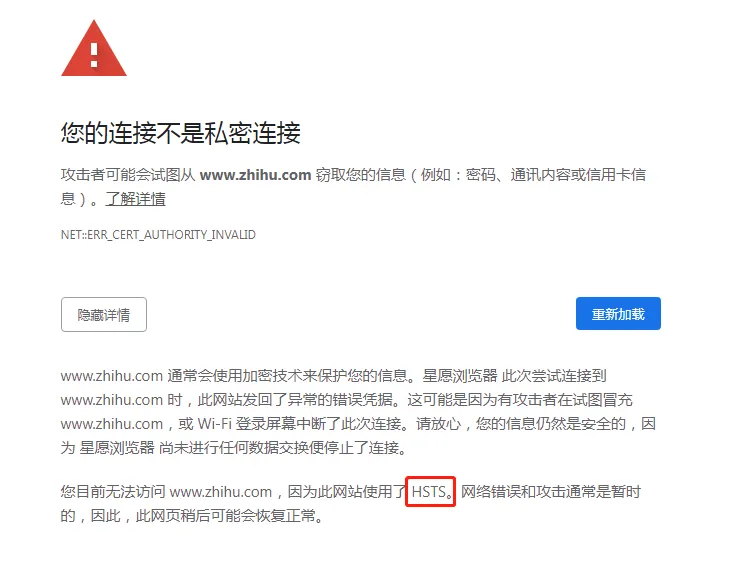 您的连接不是私密连接
攻击者可能会试图从 www.zhihu.com 窃取您的信息（例如：密码、通讯内容或信用卡信
息）。了解详情
NET::ERR_CERT_AUTHORITY_INVALID
隐藏详情
重新加载
www.zhihu.com 通常会使用加密技术来保护您的信息。星愿浏览器 此次尝试连接到
www.zhihu.com 时，此网站发回了异常的错误凭据。这可能是因为有攻击者在试图冒充
www.zhihu.com，或 Wi-Fi 登录屏幕中断了此次连接。请放心，您的信息仍然是安全的，因
为 星愿浏览器 尚未进行任何数据交换便停止了连接。
您目前无法访问 www.zhihu.com，因为此网站使用了 HSTS。网络错误和攻击通常是暂时
的，因此，此网页稍后可能会恢复正常。